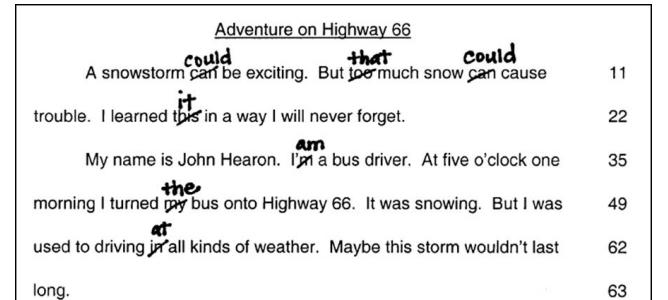 Adventure on Highway 66
could that could
A snowstorm can be exciting. But too much snow can cause 11
it
trouble. I learned this in a way I will never forget. 22
am
My name is John Hearon. I'm a bus driver. At five o'clock one 35
the
morning I turned my bus onto Highway 66. It was snowing. But I was 49
at
used to driving in all kinds of weather. Maybe this storm wouldn't last 62
long. 63